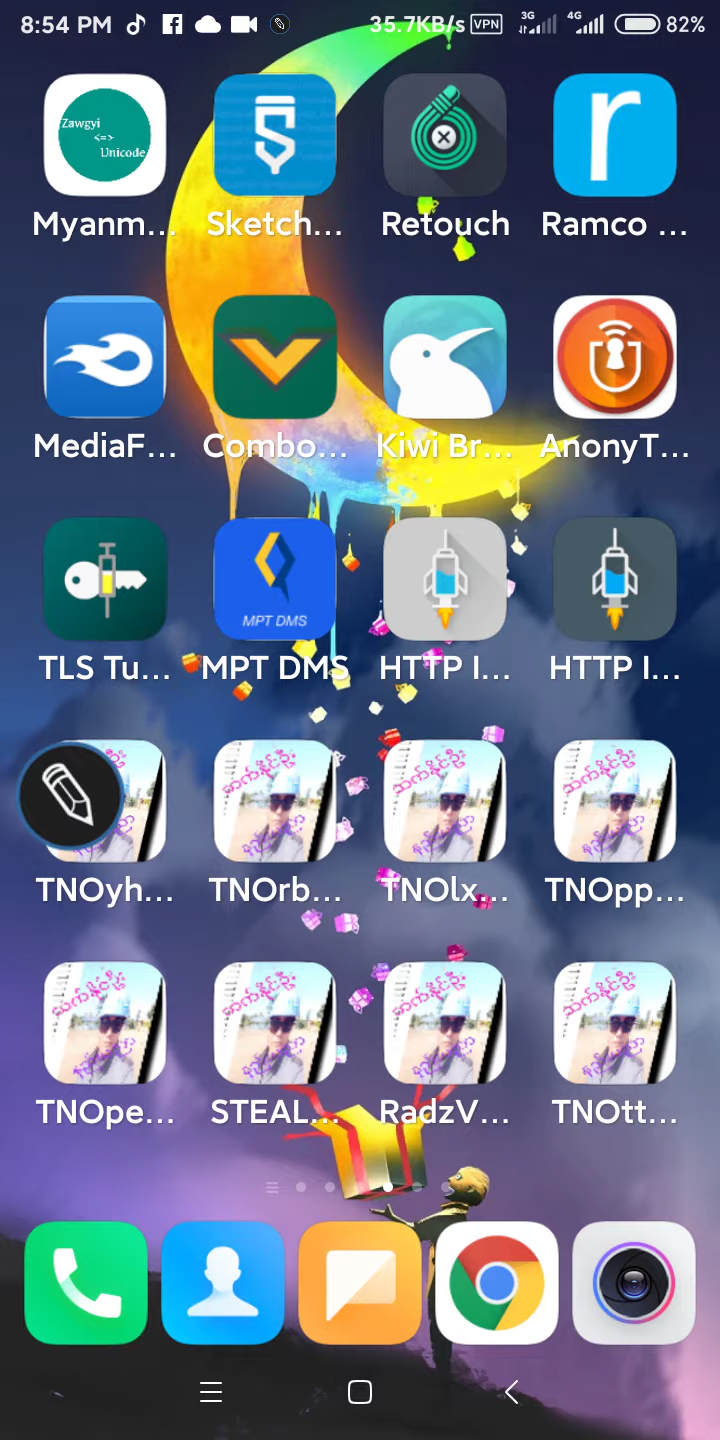 8:54 PM 35.7KB/s VPN 3G 4G 82%
Zawgyi
<=>
Unicode
Myanm... Sketch... Retouch Ramco ...
MediaF... Combo... Kiwi Br... AnonyT...
MPT DMS
TLS Tu... MPT DMS HTTP I... HTTP I...
TNOyh... TNOrb... TNOlx... TNOpp...
TNOpe... STEAL... RadzV... TNOtt...